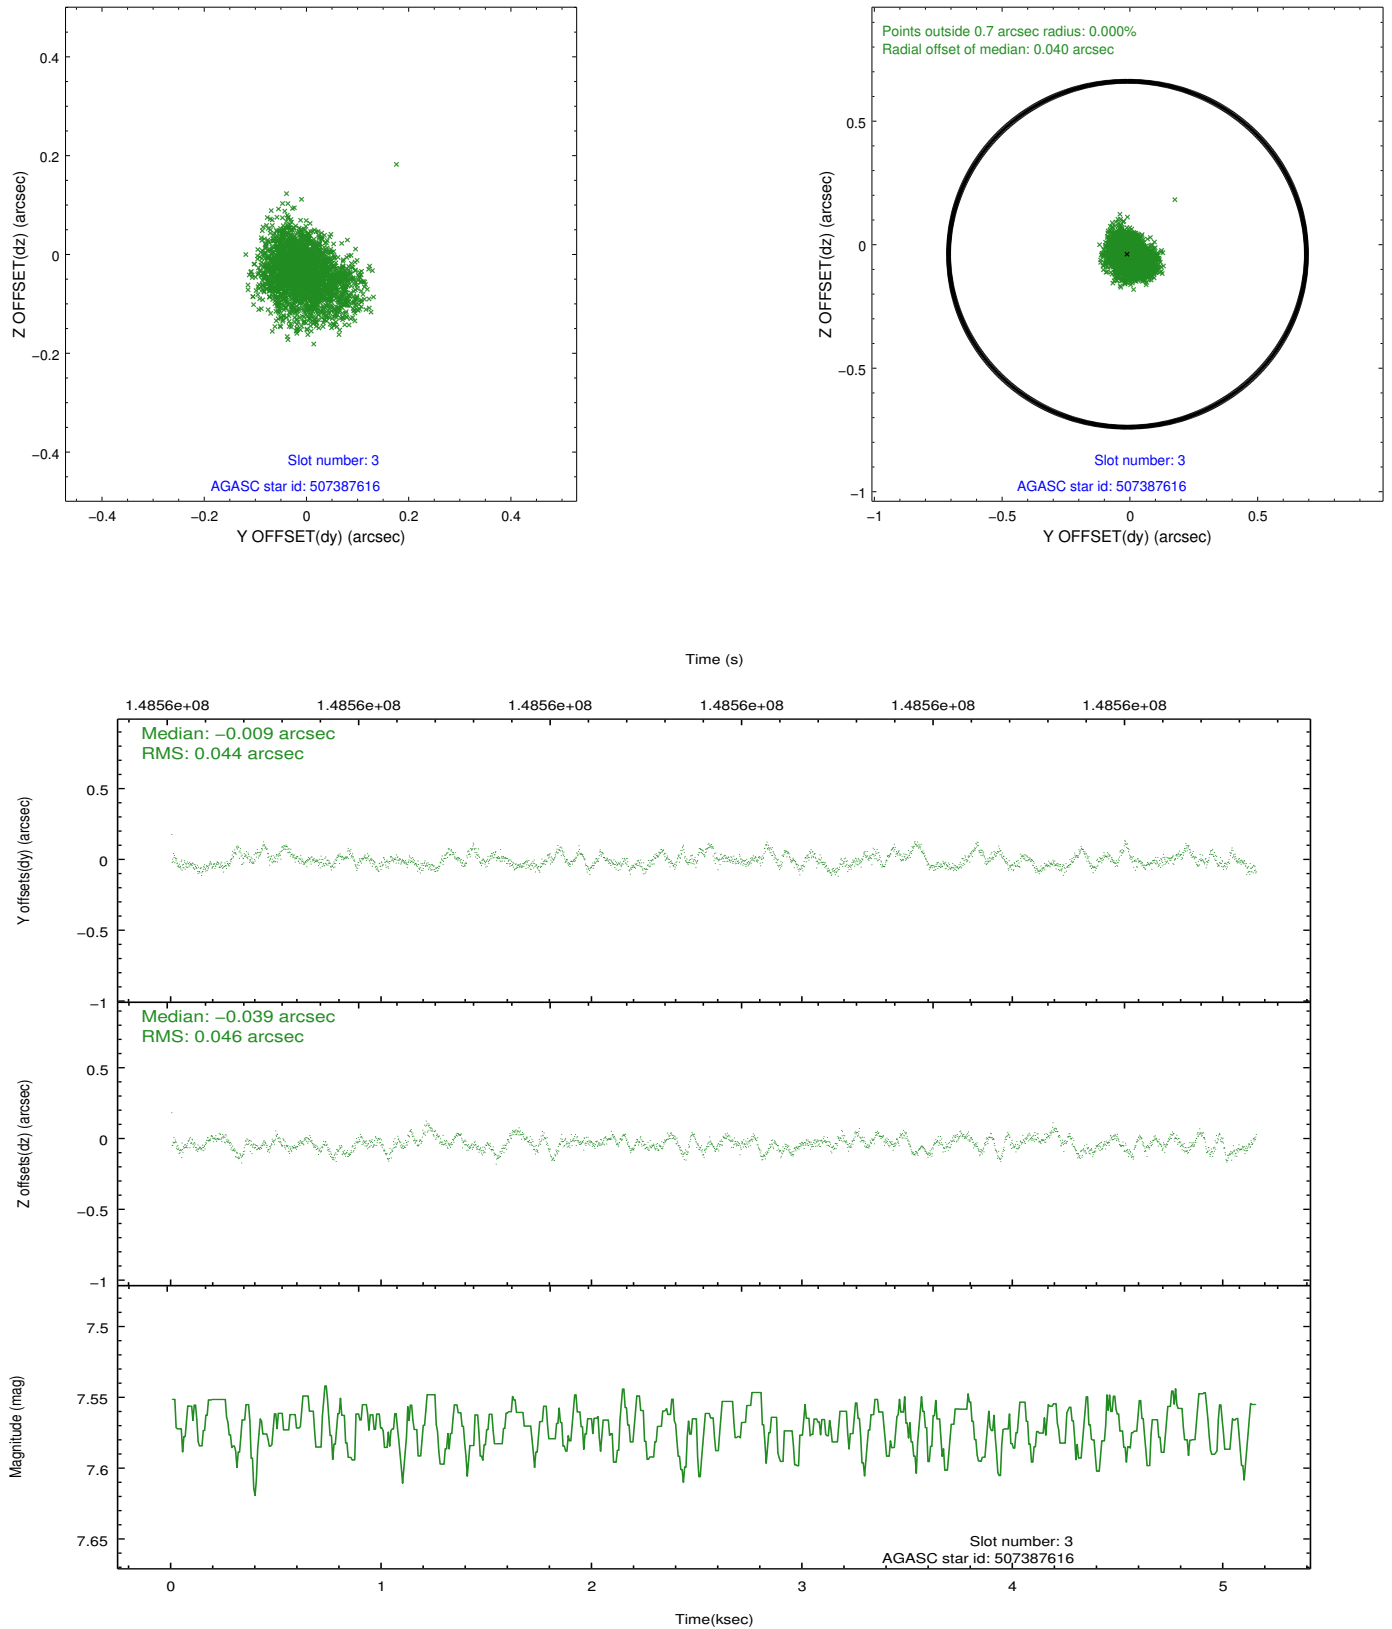 0.4
0.2
0
−0.2
−0.4
Z OFFSET(dz) (arcsec)
Slot number: 3
AGASC star id: 507387616
−0.4 −0.2 0 0.2 0.4
Y OFFSET(dy) (arcsec)
Points outside 0.7 arcsec radius: 0.000%
Radial offset of median: 0.040 arcsec
0.5
0
−0.5
−1
Z OFFSET(dz) (arcsec)
Slot number: 3
AGASC star id: 507387616
−1 −0.5 0 0.5
Y OFFSET(dy) (arcsec)
Time (s)
1.4856e+08 1.4856e+08 1.4856e+08 1.4856e+08 1.4856e+08 1.4856e+08
Median: −0.009 arcsec
RMS: 0.044 arcsec
0.5
0
−0.5
−1
Y offsets(dy) (arcsec)
Median: −0.039 arcsec
RMS: 0.046 arcsec
0.5
0
−0.5
−1
Z offsets(dz) (arcsec)
7.5
7.55
7.6
7.65
Magnitude (mag)
Slot number: 3
AGASC star id: 507387616
0 1 2 3 4 5
Time(ksec)